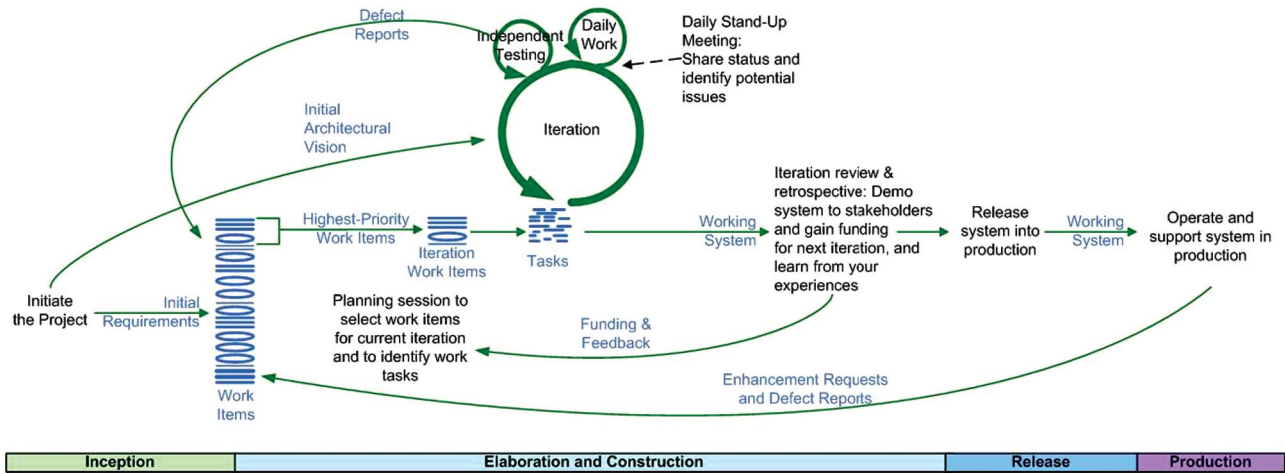 Defect
Reports
Independent
Testing
Daily
Work
Daily Stand-Up
Meeting:
Share status and
identify potential
issues
Initial
Architectural
Vision
Iteration
Highest-Priority
Work Items
Iteration
Work Items
Tasks
Working
System
Iteration review &
retrospective: Demo
system to stakeholders
and gain funding
for next iteration, and
learn from your
experiences
Release
system into
production
Working
System
Operate and
support system in
production
Initiate
the Project
Initial
Requirements
Planning session to
select work items
for current iteration
and to identify work
tasks
Funding &
Feedback
Enhancement Requests
and Defect Reports
Work
Items
Inception
Elaboration and Construction
Release
Production